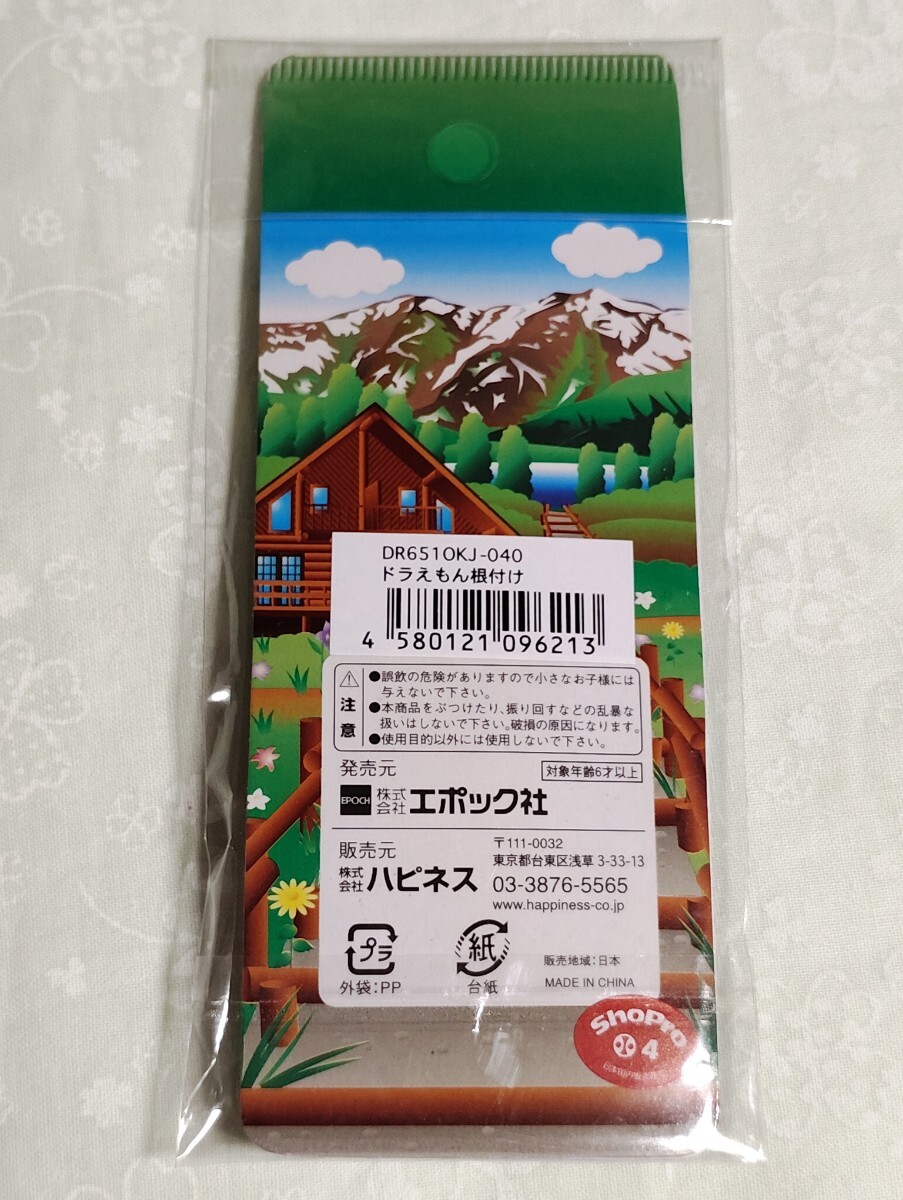 DR6510KJ-040
ドラえもん根付け
4 580121 096213
注意
●誤飲の危険がありますので小さなお子様には
与えないで下さい。
●本商品をぶつけたり、振り回すなどの乱暴な
扱いはしないで下さい。破損の原因になります。
●使用目的以外には使用しないで下さい。
発売元
対象年齢6才以上
EPOCH 株式会社エポック社
販売元
株式会社ハピネス
〒111-0032
東京都台東区浅草 3-33-13
03-3876-5565
www.happiness-co.jp
プラ
外袋:PP
紙
台紙
販売地域:日本
MADE IN CHINA
ShoPro
4